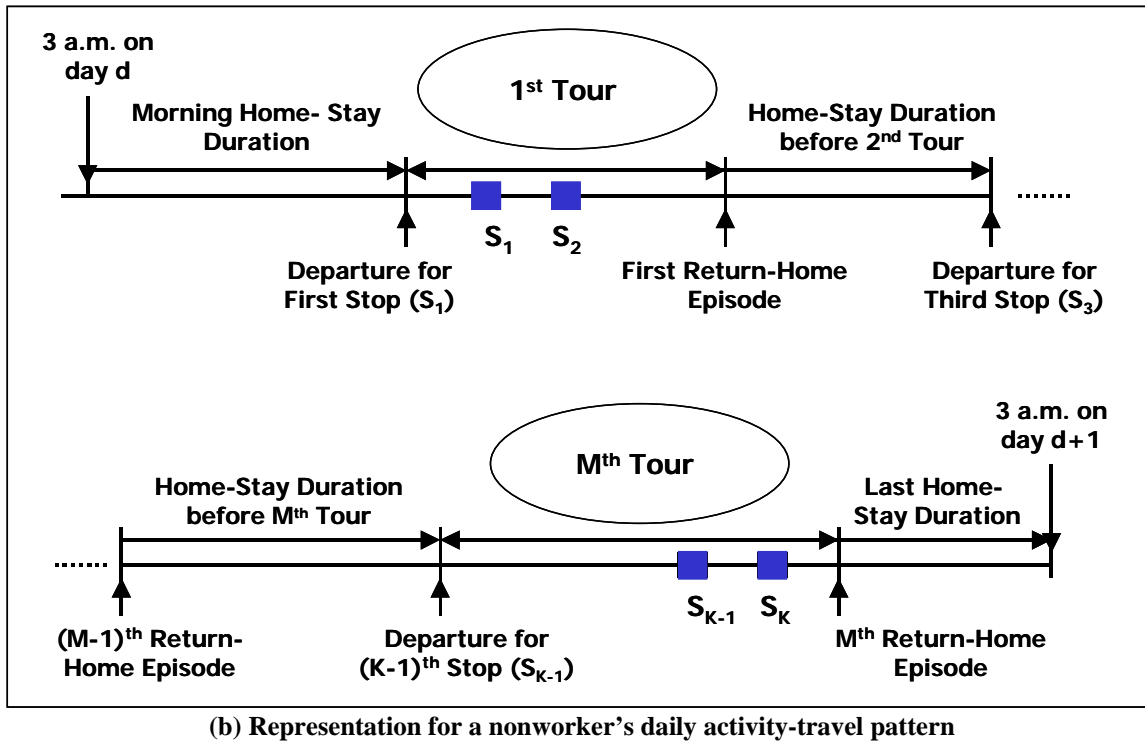 3 a.m. on
day d
1st Tour
Morning Home- Stay
Duration
Home-Stay Duration
before 2nd Tour
S1
S2
Departure for
First Stop (S1)
First Return-Home
Episode
Departure for
Third Stop (S3)
3 a.m. on
day d+1
Mth Tour
Home-Stay Duration
before Mth Tour
Last Home-
Stay Duration
SK-1
SK
(M-1)th Return-
Home Episode
Departure for
(K-1)th Stop (SK-1)
Mth Return-Home
Episode
(b) Representation for a nonworker's daily activity-travel pattern